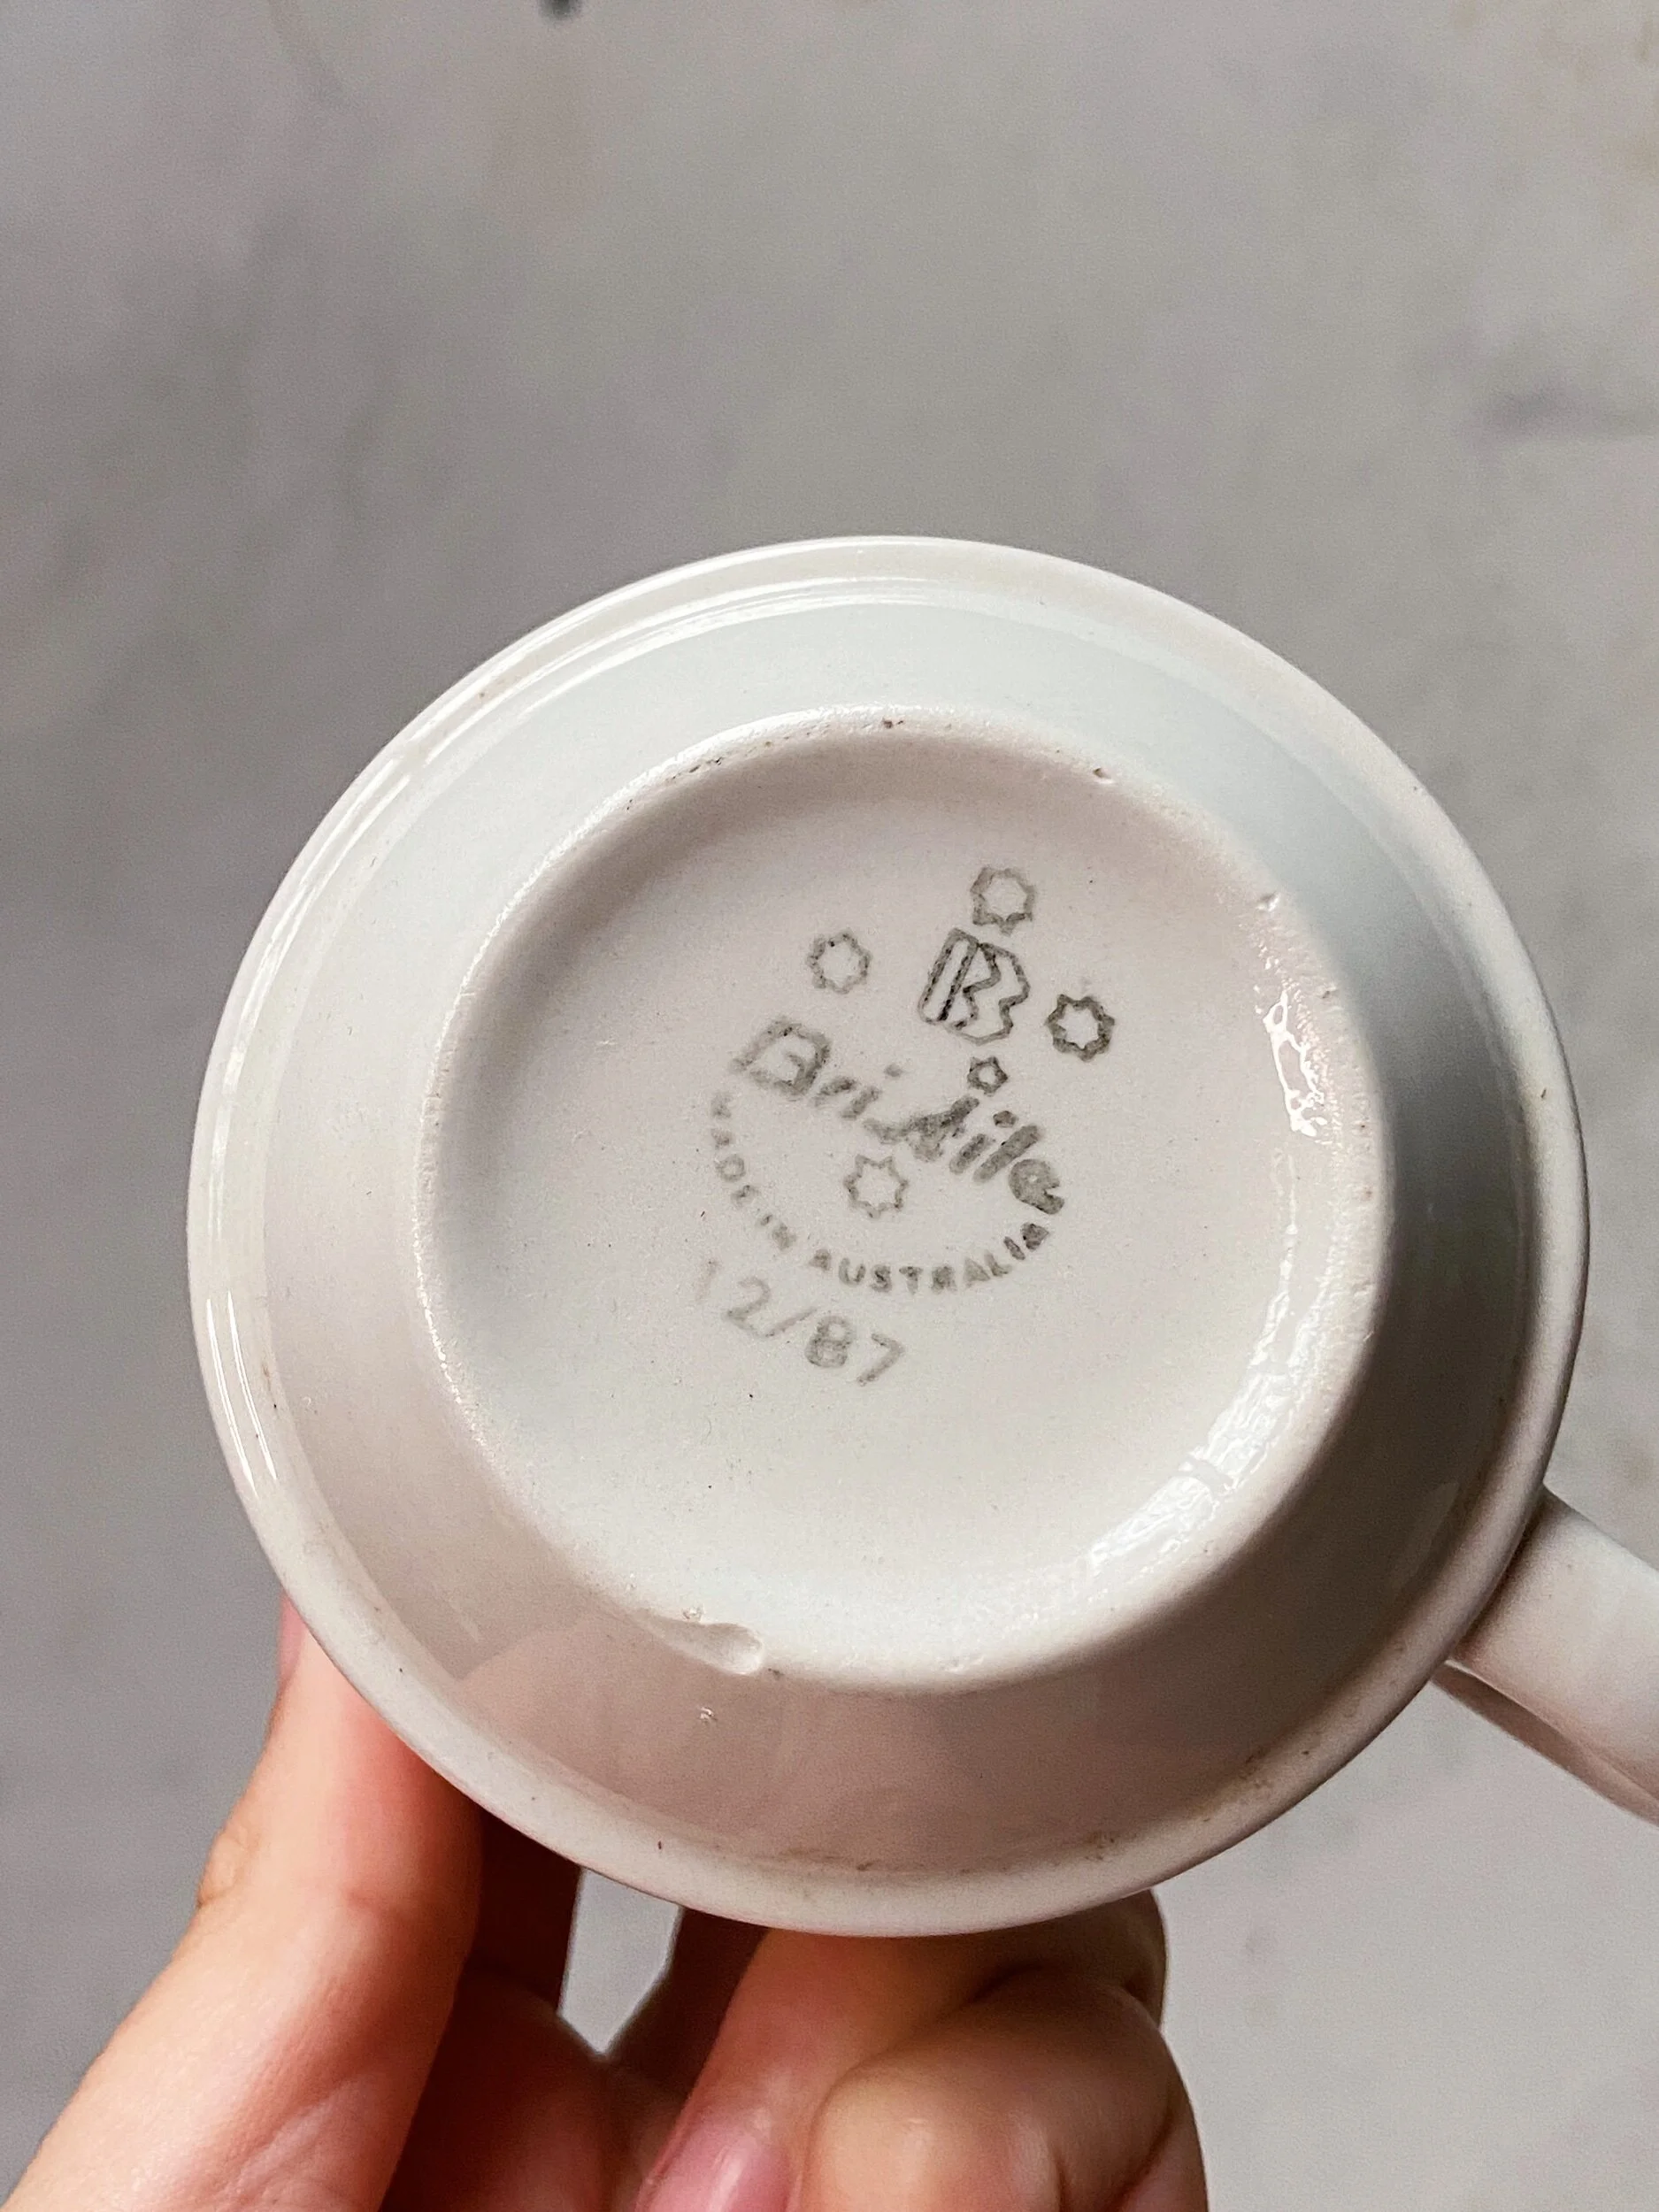 B
Bristile
MADE IN AUSTRALIA
12/87